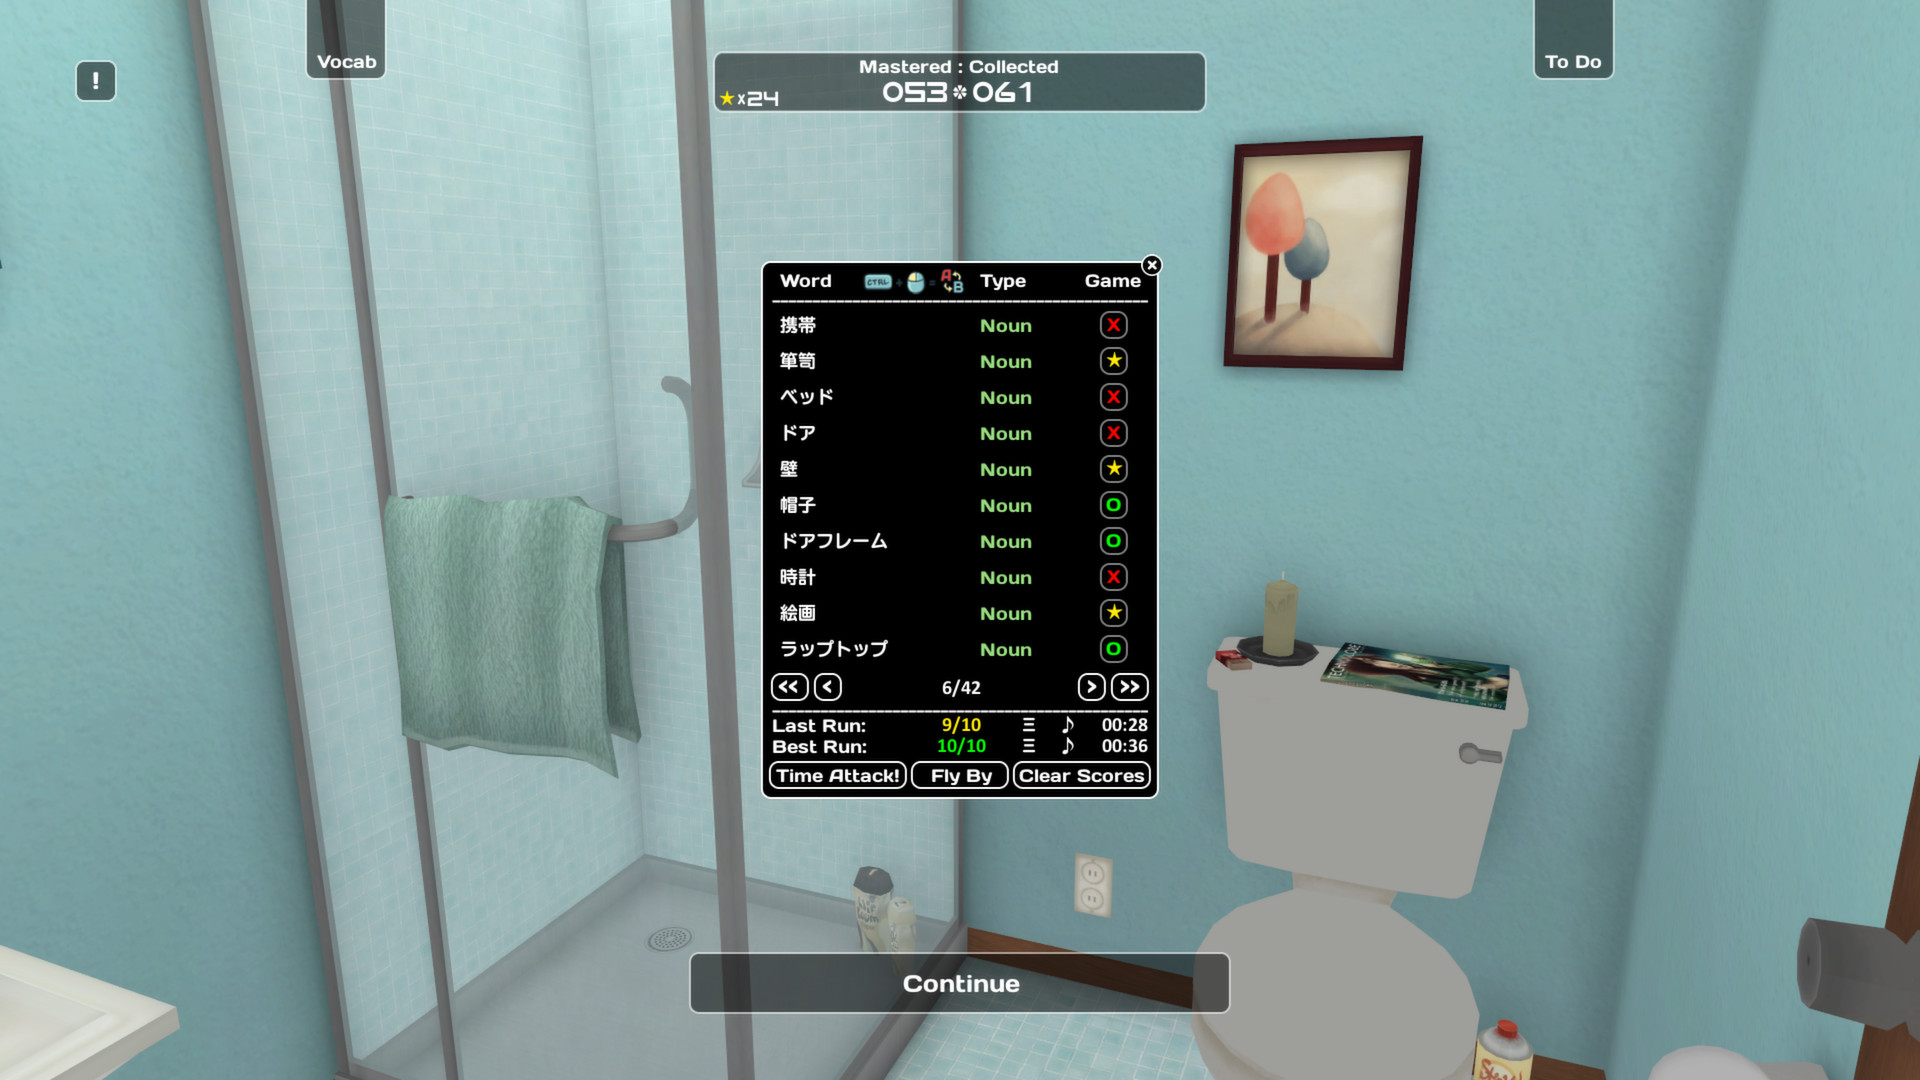 Vocab
!
Mastered : Collected
053 061
x24
To Do
Word CTRL + = A B Type Game
携帯 Noun X
箪笥 Noun ★
ベッド Noun X
ドア Noun X
壁 Noun ★
帽子 Noun O
ドアフレーム Noun O
時計 Noun X
絵画 Noun ★
ラップトップ Noun O
<< < 6/42 > >>
Last Run: 9/10 00:28
Best Run: 10/10 00:36
Time Attack! Fly By Clear Scores
Continue